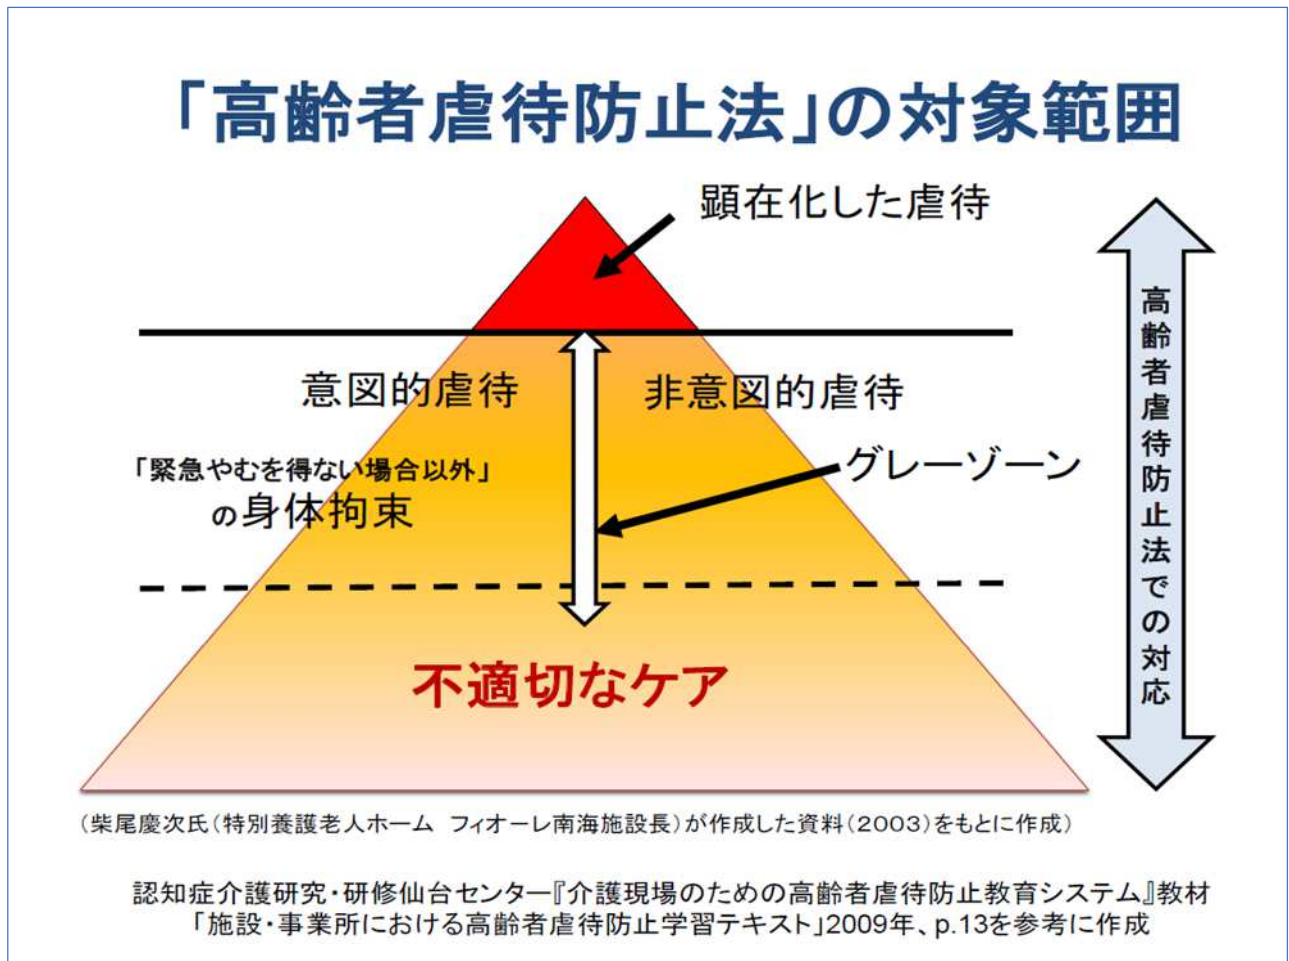 「高齢者虐待防止法」の対象範囲
顕在化した虐待
意図的虐待
非意図的虐待
「緊急やむを得ない場合以外」
の身体拘束
グレーゾーン
不適切なケア
高齢者虐待防止法での対応
（柴尾慶次氏（特別養護老人ホーム　フィオーレ南海施設長）が作成した資料（2003）をもとに作成）
認知症介護研究・研修仙台センター『介護現場のための高齢者虐待防止教育システム』教材
「施設・事業所における高齢者虐待防止学習テキスト」2009年、p.13を参考に作成